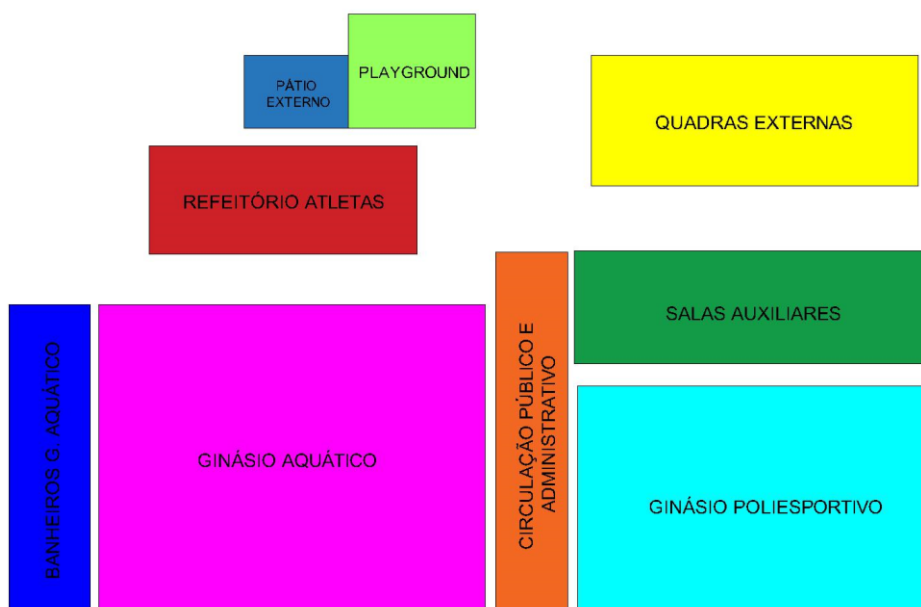 PLAYGROUND
PÁTIO
EXTERNO
QUADRAS EXTERNAS
REFEITÓRIO ATLETAS
SALAS AUXILIARES
BANHEIROS G. AQUÁTICO
GINÁSIO AQUÁTICO
CIRCULAÇÃO PÚBLICO E
ADMINISTRATIVO
GINÁSIO POLIESPORTIVO